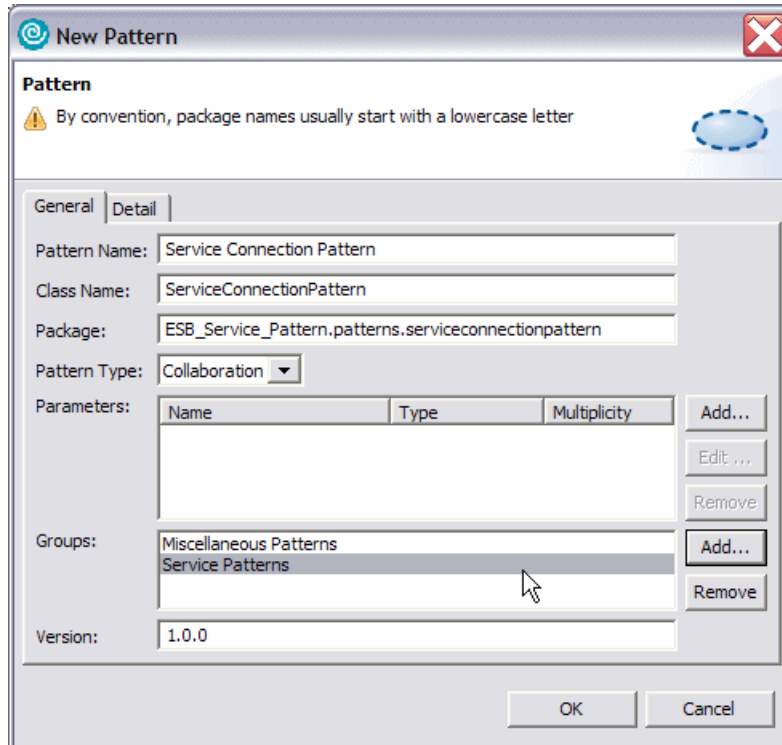 New Pattern
Pattern
By convention, package names usually start with a lowercase letter
General Detail
Pattern Name: Service Connection Pattern
Class Name: ServiceConnectionPattern
Package: ESB_Service_Pattern.patterns.serviceconnectionpattern
Pattern Type: Collaboration
Parameters: Name Type Multiplicity Add...
Edit ...
Remove
Groups: Miscellaneous Patterns Add...
Service Patterns
Remove
Version: 1.0.0
OK Cancel